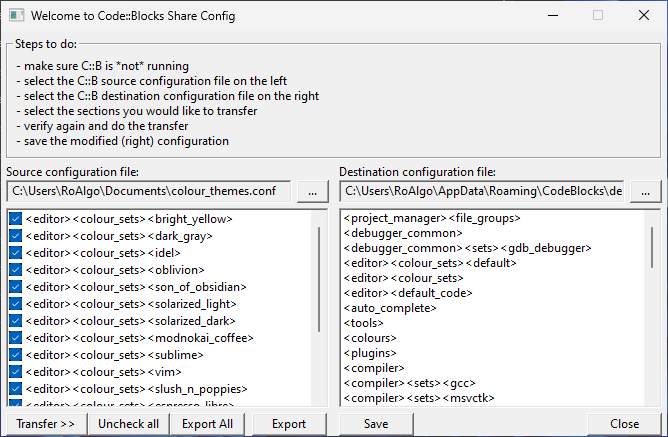 Welcome to Code::Blocks Share Config
Steps to do:
- make sure C::B is *not* running
- select the C::B source configuration file on the left
- select the C::B destination configuration file on the right
- select the sections you would like to transfer
- verify again and do the transfer
- save the modified (right) configuration
Source configuration file:
C:\Users\RoAlgo\Documents\colour_themes.conf
...
<editor><colour_sets><bright_yellow>
<editor><colour_sets><dark_gray>
<editor><colour_sets><idel>
<editor><colour_sets><oblivion>
<editor><colour_sets><son_of_obsidian>
<editor><colour_sets><solarized_light>
<editor><colour_sets><solarized_dark>
<editor><colour_sets><modnokai_coffee>
<editor><colour_sets><sublime>
<editor><colour_sets><vim>
<editor><colour_sets><slush_n_poppies>
<editor><colour_sets><espresso_libre>
Destination configuration file:
C:\Users\RoAlgo\AppData\Roaming\CodeBlocks\de
...
<project_manager><file_groups>
<debugger_common>
<debugger_common><sets><gdb_debugger>
<editor><colour_sets><default>
<editor><colour_sets>
<editor><default_code>
<auto_complete>
<tools>
<colours>
<plugins>
<compiler>
<compiler><sets><gcc>
<compiler><sets><msvctk>
Transfer >>
Uncheck all
Export All
Export
Save
Close